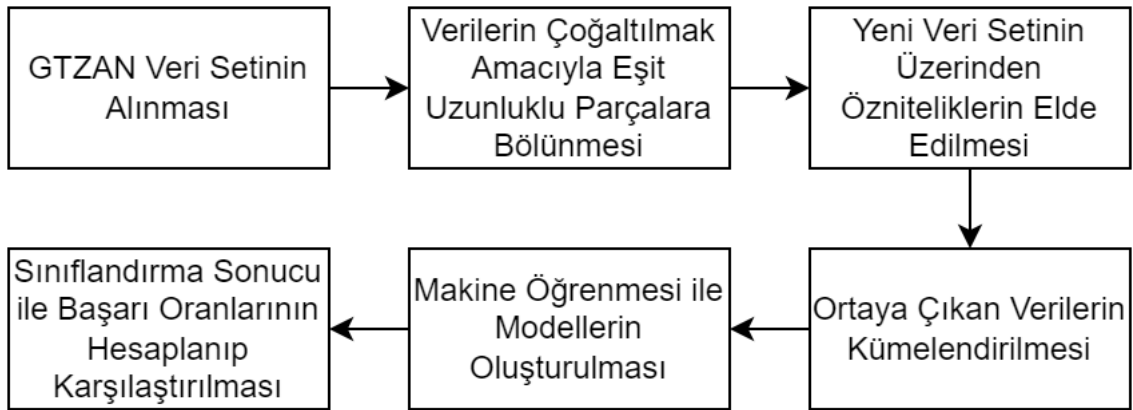 GTZAN Veri Setinin
Alınması
Verilerin Çoğaltılmak
Amacıyla Eşit
Uzunluklu Parçalara
Bölünmesi
Yeni Veri Setinin
Üzerinden
Özniteliklerin Elde
Edilmesi
Ortaya Çıkan Verilerin
Kümelendirilmesi
Makine Öğrenmesi ile
Modellerin
Oluşturulması
Sınıflandırma Sonucu
ile Başarı Oranlarının
Hesaplanıp
Karşılaştırılması